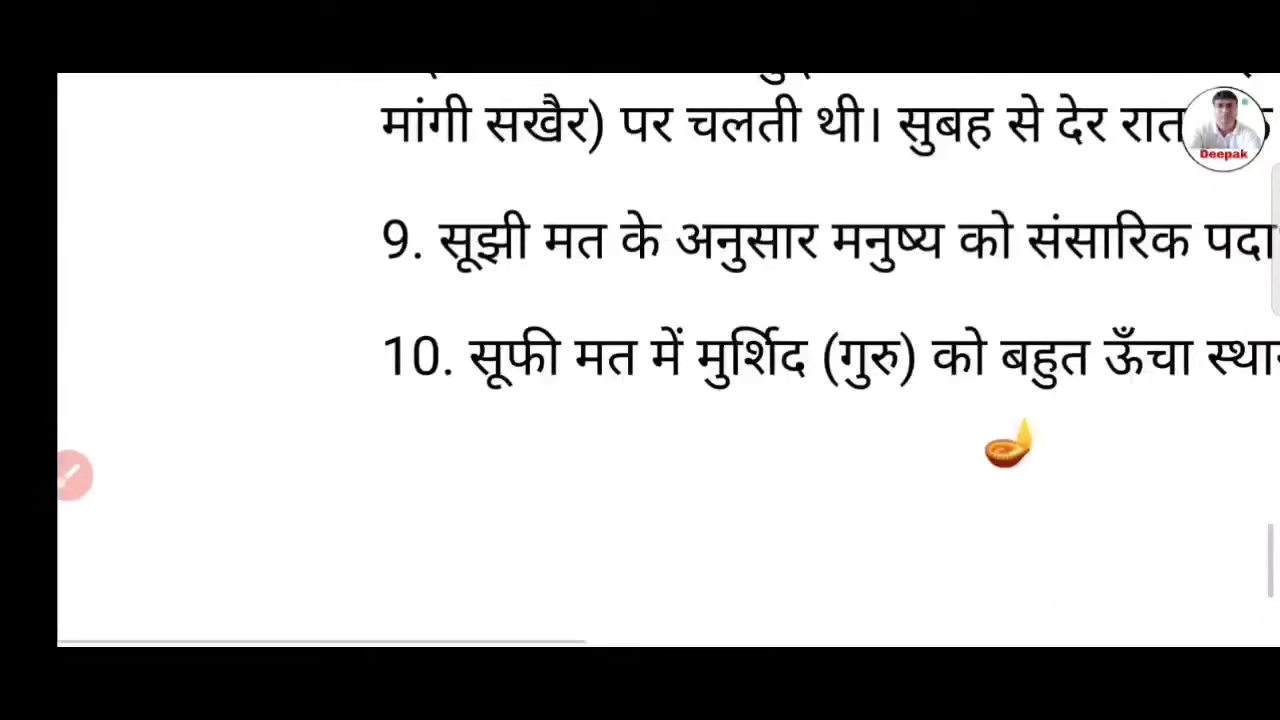 मांगी सखैर) पर चलती थी। सुबह से देर रात
Deepak
9. सूझी मत के अनुसार मनुष्य को संसारिक
10. सूफी मत में मुर्शिद (गुरु) को बहुत ऊँचा